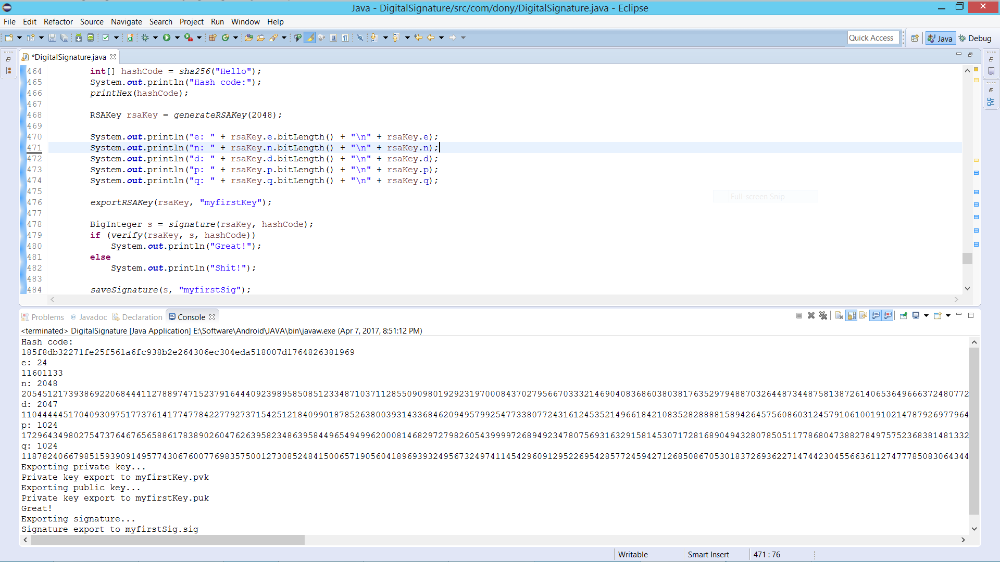 Java - DigitalSignature/src/com/dony/DigitalSignature.java - Eclipse
File Edit Refactor Source Navigate Search Project Run Window Help
Quick Access Java Debug
*DigitalSignature.java
464 int[] hashCode = sha256("Hello");
465 System.out.println("Hash code:");
466 printHex(hashCode);
467
468 RSAKey rsaKey = generateRSAKey(2048);
469
470 System.out.println("e: " + rsaKey.e.bitLength() + "\n" + rsaKey.e);
471 System.out.println("n: " + rsaKey.n.bitLength() + "\n" + rsaKey.n);
472 System.out.println("d: " + rsaKey.d.bitLength() + "\n" + rsaKey.d);
473 System.out.println("p: " + rsaKey.p.bitLength() + "\n" + rsaKey.p);
474 System.out.println("q: " + rsaKey.q.bitLength() + "\n" + rsaKey.q);
475
Full-screen Snip
476 exportRSAKey(rsaKey, "myfirstKey");
477
478 BigInteger s = signature(rsaKey, hashCode);
479 if (verify(rsaKey, s, hashCode))
480 System.out.println("Great!");
481 else
482 System.out.println("Shit!");
483
484 saveSignature(s, "myfirstSig");
Problems @ Javadoc Declaration Console
<terminated> DigitalSignature [Java Application] E:\Software\Android\JAVA\bin\javaw.exe (Apr 7, 2017, 8:51:12 PM)
Hash code:
185f8db32271fe25f561a6fc938b2e264306ec304eda518007d1764826381969
e: 24
11601133
n: 2048
d: 2047
p: 1024
q: 1024
Exporting private key...
Private key export to myfirstKey.pvk
Exporting public key...
Private key export to myfirstKey.puk
Great!
Exporting signature...
Signature export to myfirstSig.sig
Writable Smart Insert 471 : 76